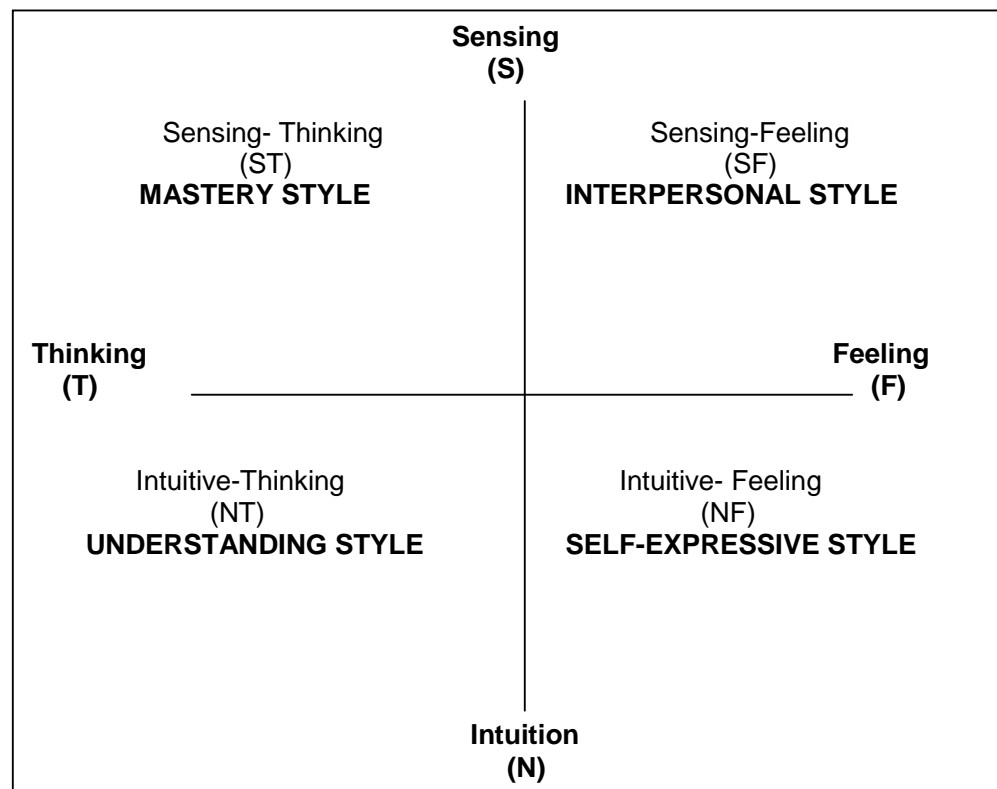 Sensing
(S)
Sensing- Thinking
(ST)
MASTERY STYLE
Sensing-Feeling
(SF)
INTERPERSONAL STYLE
Thinking
(T)
Feeling
(F)
Intuitive-Thinking
(NT)
UNDERSTANDING STYLE
Intuitive- Feeling
(NF)
SELF-EXPRESSIVE STYLE
Intuition
(N)